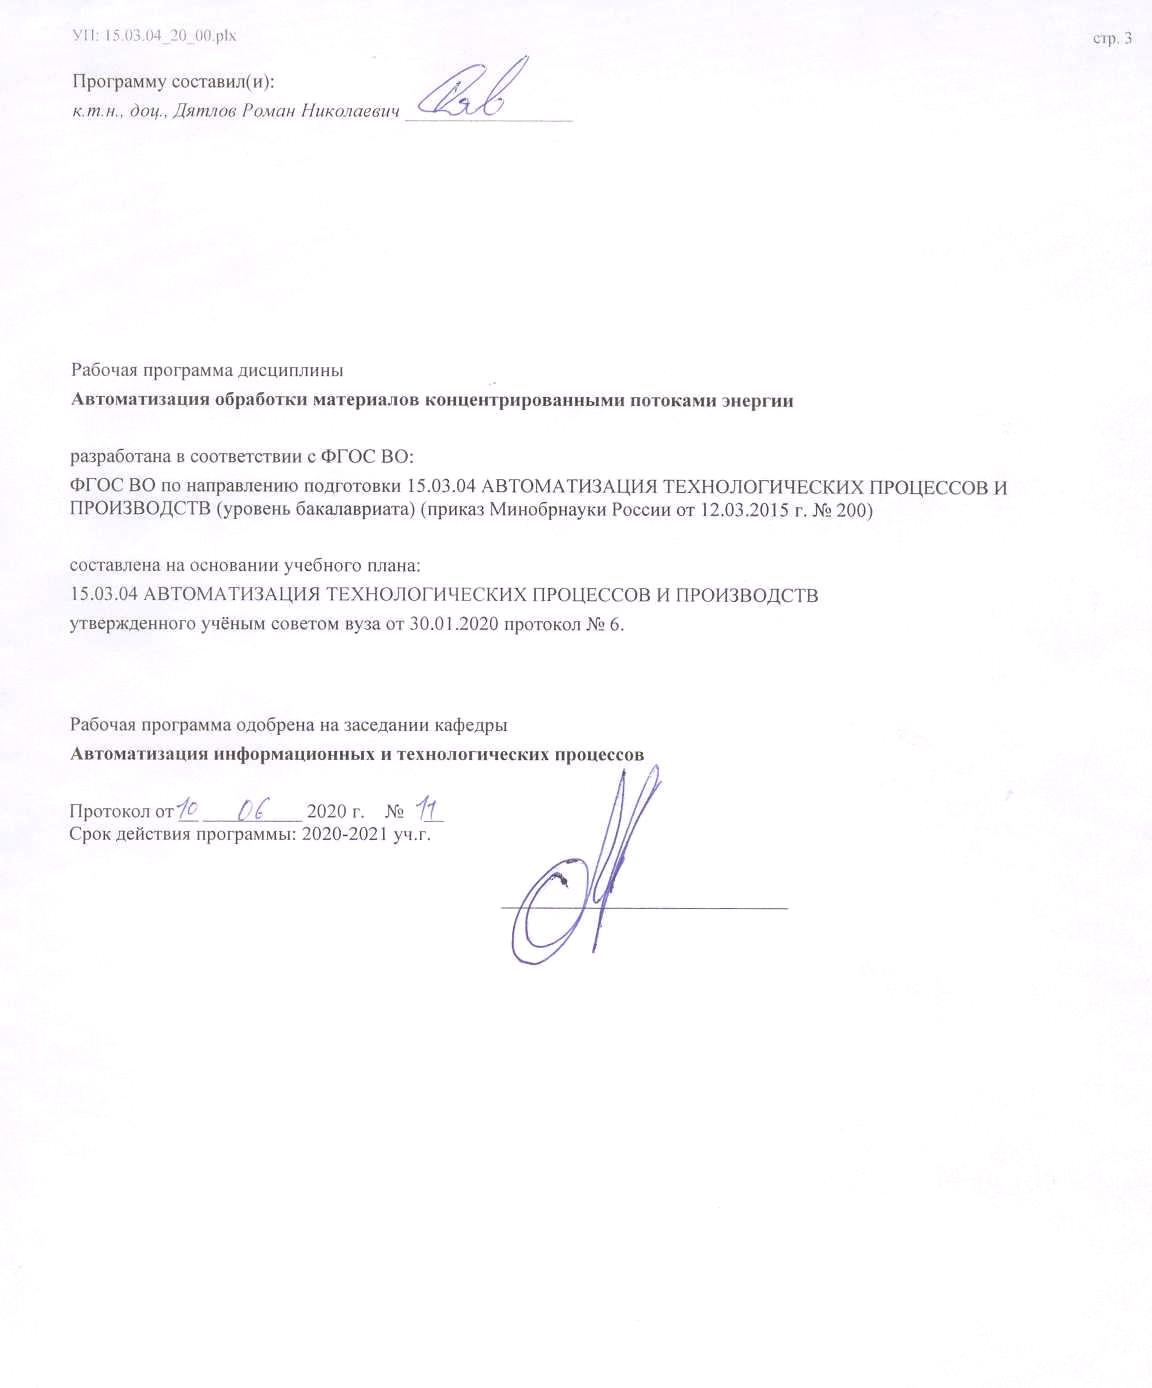 УП: 15.03.04_20_00.plx
стр. 3
Программу составил(и):
к.т.н., доц., Дятлов Роман Николаевич
Рабочая программа дисциплины
Автоматизация обработки материалов концентрированными потоками энергии
разработана в соответствии с ФГОС ВО:
ФГОС ВО по направлению подготовки 15.03.04 АВТОМАТИЗАЦИЯ ТЕХНОЛОГИЧЕСКИХ ПРОЦЕССОВ И
ПРОИЗВОДСТВ (уровень бакалавриата) (приказ Минобрнауки России от 12.03.2015 г. № 200)
составлена на основании учебного плана:
15.03.04 АВТОМАТИЗАЦИЯ ТЕХНОЛОГИЧЕСКИХ ПРОЦЕССОВ И ПРОИЗВОДСТВ
утвержденного учёным советом вуза от 30.01.2020 протокол № 6.
Рабочая программа одобрена на заседании кафедры
Автоматизация информационных и технологических процессов
Протокол от 10 06 2020 г. № 11
Срок действия программы: 2020-2021 уч.г.